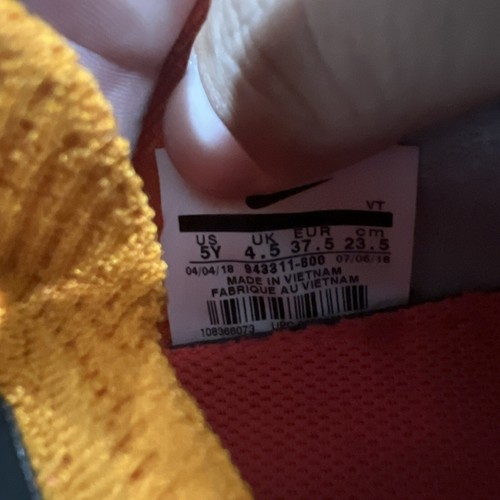 VT
US UK EUR cm
5Y 4.5 37.5 23.5
04/04/18 943311-800 07/06/18
MADE IN VIETNAM
FABRIQUE AU VIETNAM